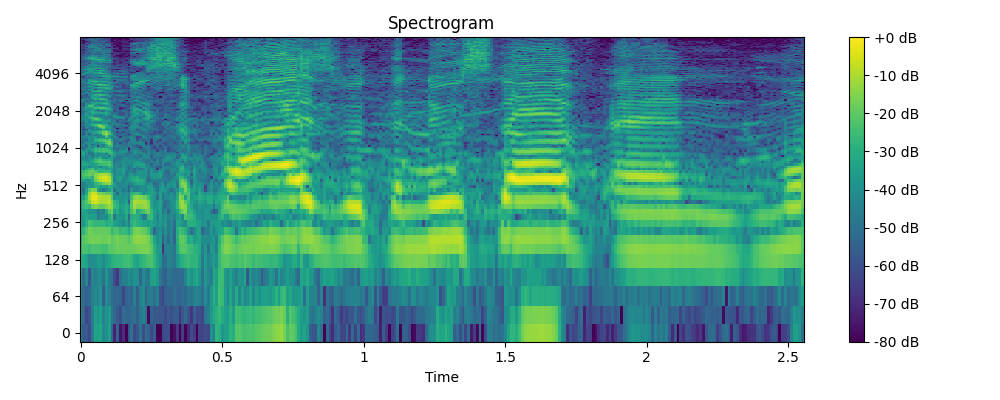 Spectrogram
+0 dB
4096
-10 dB
2048
-20 dB
1024
-30 dB
Hz
512
-40 dB
256
-50 dB
128
-60 dB
64
-70 dB
0
-80 dB
0 0.5 1 1.5 2 2.5
Time